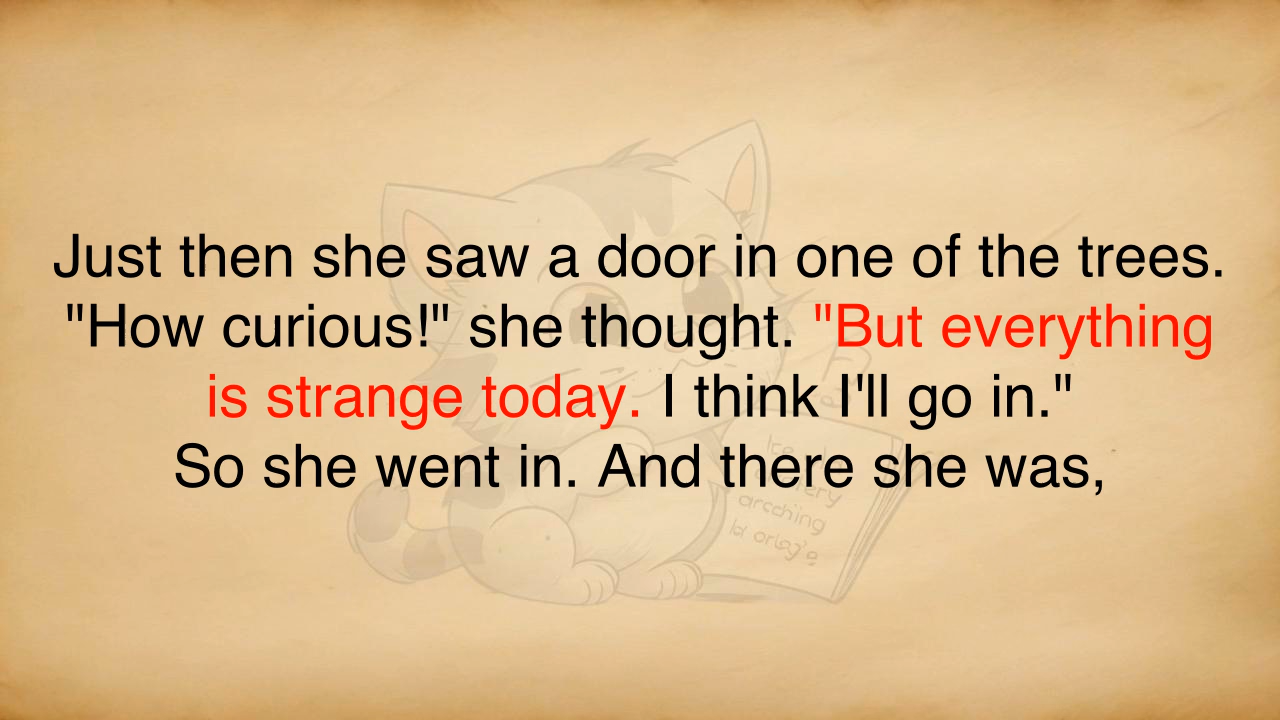 Just then she saw a door in one of the trees.
"How curious!" she thought. "But everything
is strange today. I think I'll go in."
So she went in. And there she was,